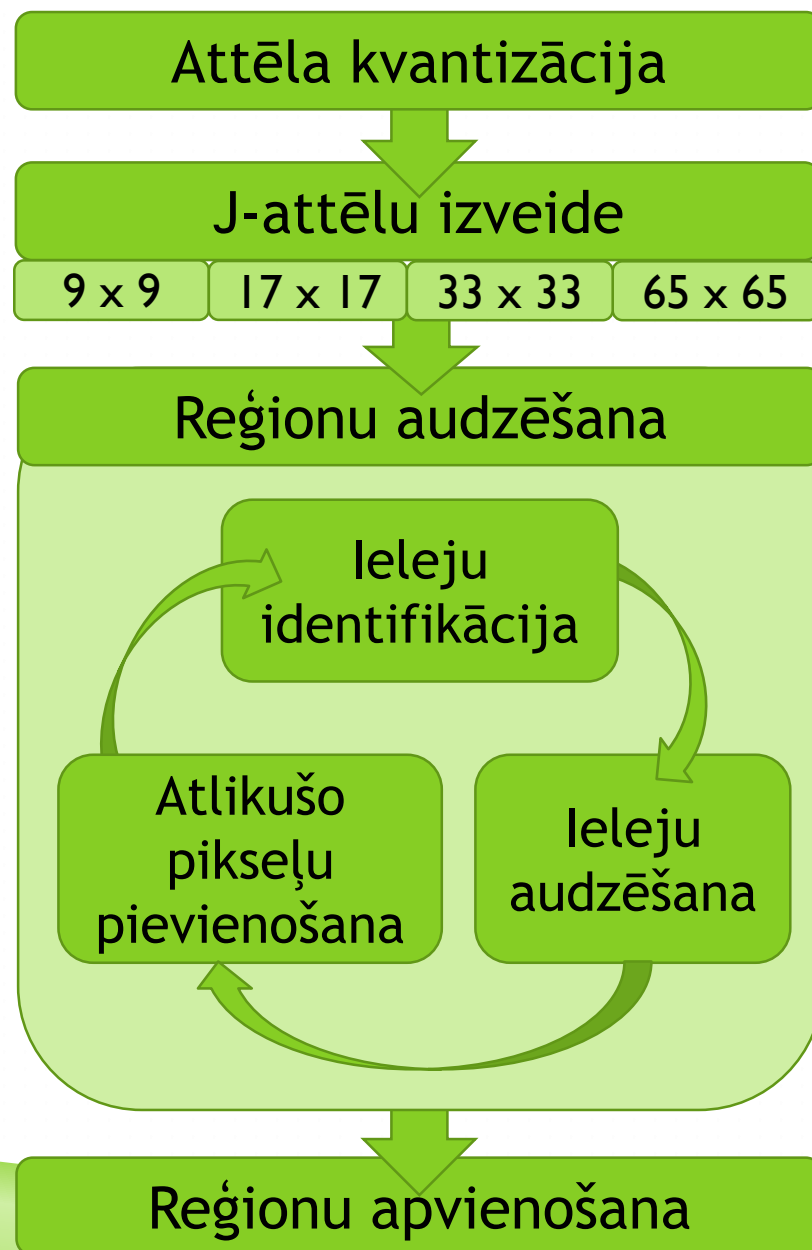 Attēla kvantizācija
J-attēlu izveide
9 x 9 17 x 17 33 x 33 65 x 65
Reģionu audzēšana
Ieleju
identifikācija
Atlikušo
pikseļu
pievienošana
Ieleju
audzēšana
Reģionu apvienošana